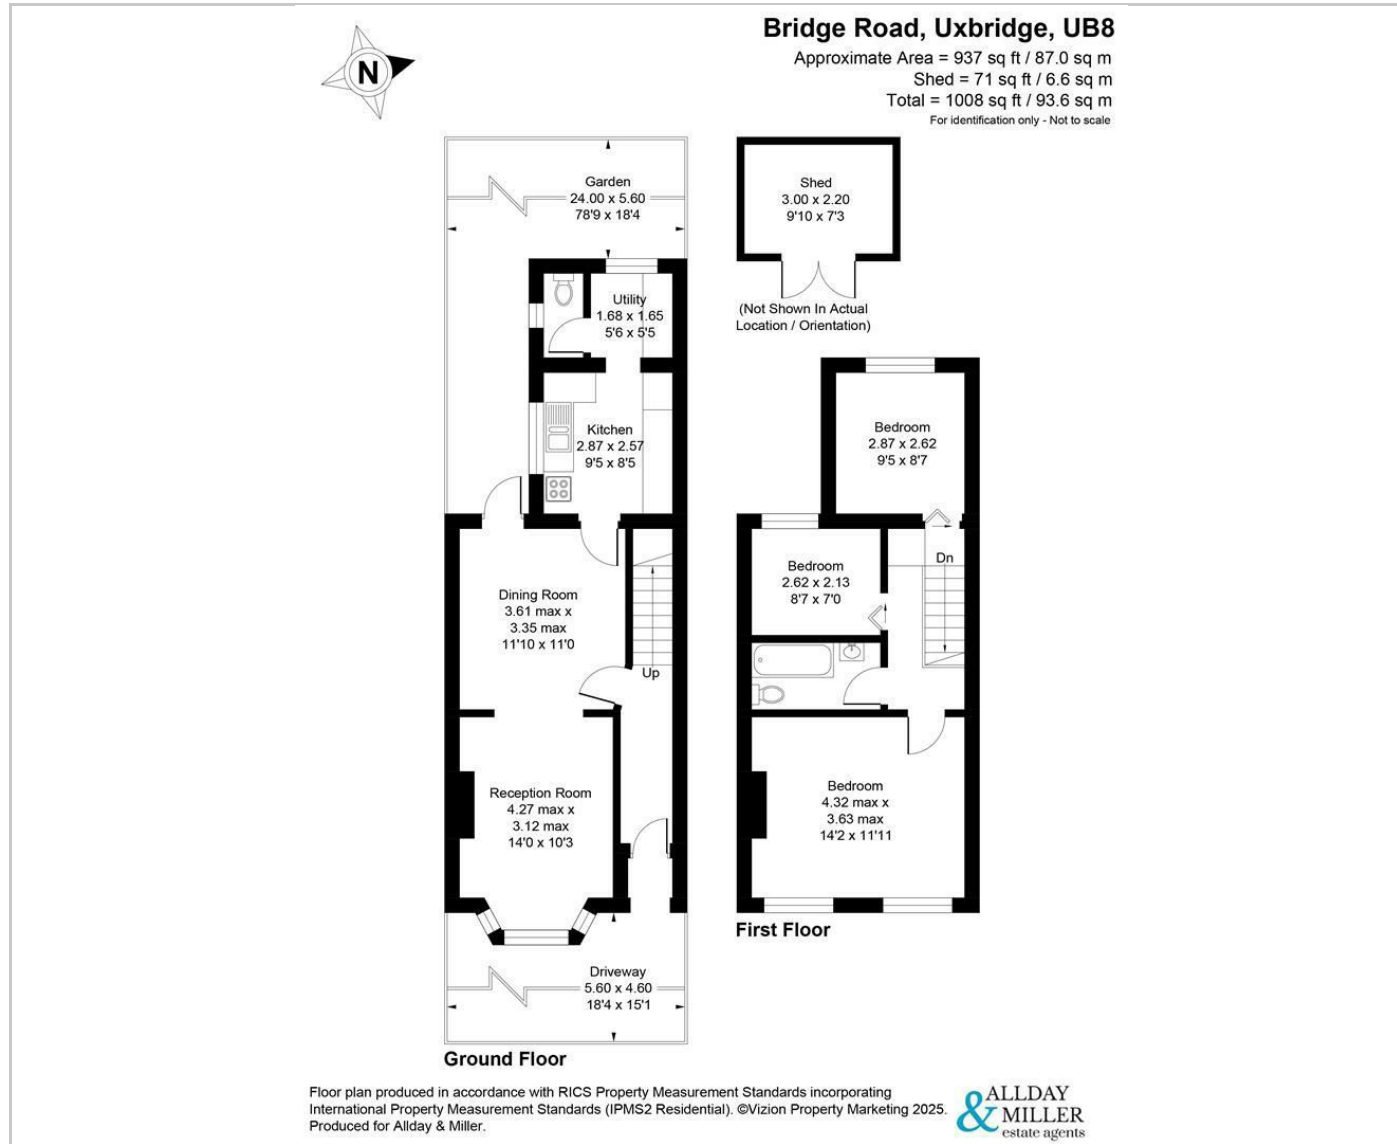 Bridge Road, Uxbridge, UB8
Approximate Area = 937 sq ft / 87.0 sq m
Shed = 71 sq ft / 6.6 sq m
Total = 1008 sq ft / 93.6 sq m
For identification only - Not to scale
N
Garden
24.00 x 5.60
78'9 x 18'4
Shed
3.00 x 2.20
9'10 x 7'3
(Not Shown In Actual
Location / Orientation)
Utility
1.68 x 1.65
5'6 x 5'5
Kitchen
2.87 x 2.57
9'5 x 8'5
Bedroom
2.87 x 2.62
9'5 x 8'7
Dn
Bedroom
2.62 x 2.13
8'7 x 7'0
Dining Room
3.61 max x
3.35 max
11'10 x 11'0
Up
Reception Room
4.27 max x
3.12 max
14'0 x 10'3
Bedroom
4.32 max x
3.63 max
14'2 x 11'11
First Floor
Driveway
5.60 x 4.60
18'4 x 15'1
Ground Floor
Floor plan produced in accordance with RICS Property Measurement Standards incorporating
International Property Measurement Standards (IPMS2 Residential). ©Vizion Property Marketing 2025.
Produced for Allday & Miller.
ALLDAY
& MILLER
estate agents